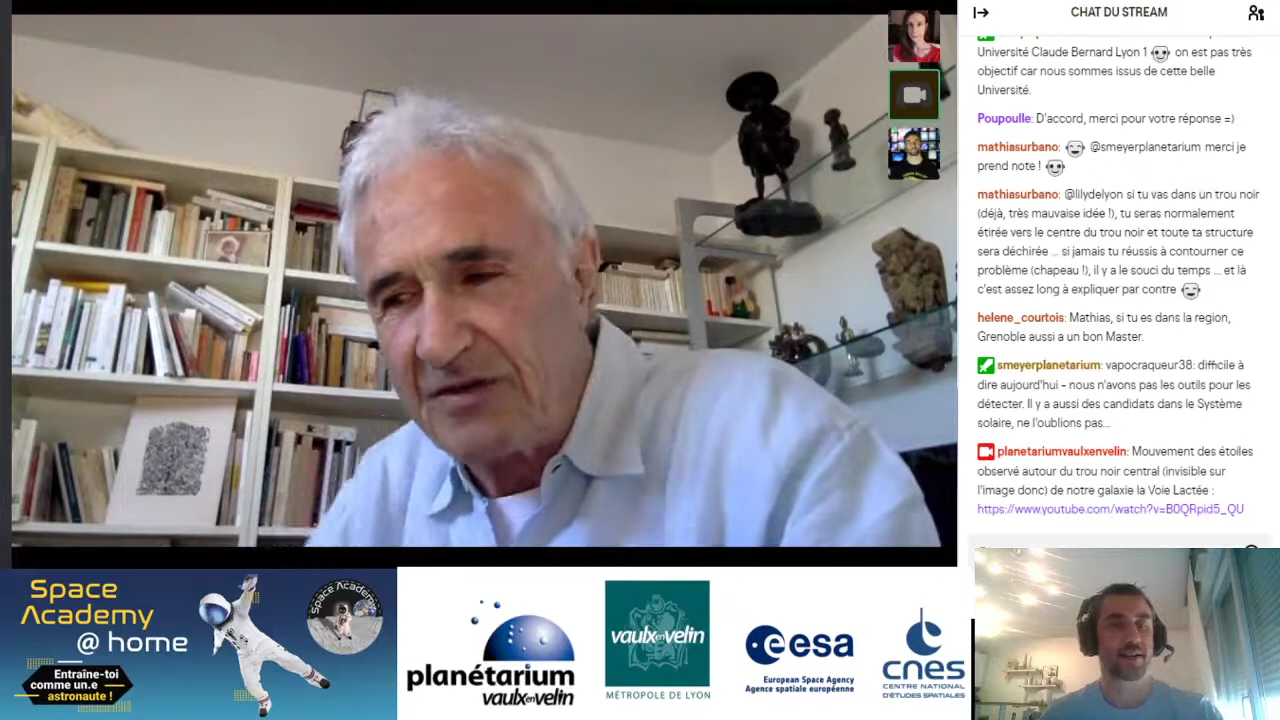 CHAT DU STREAM
Université Claude Bernard Lyon 1 on est pas très
objectif car nous sommes issus de cette belle
Université.
Poupoulle: D'accord, merci pour votre réponse =)
mathiasurbano: @smeyerplanetarium merci je
prend note !
mathiasurbano: @lilydelyon si tu vas dans un trou noir
(déjà, très mauvaise idée !), tu seras normalement
étirée vers le centre du trou noir et toute ta structure
sera déchirée ... si jamais tu réussis à contourner ce
problème (chapeau !), il y a le souci du temps ... et là
c'est assez long à expliquer par contre
helene_courtois: Mathias, si tu es dans la region,
Grenoble aussi a un bon Master.
smeyerplanetarium: vapocraqueur38: difficile à
dire aujourd'hui - nous n'avons pas les outils pour les
détecter. Il y a aussi des candidats dans le Système
solaire, ne l'oublions pas...
planetariumvaulxenvelin: Mouvement des étoiles
observé autour du trou noir central (invisible sur
l'image donc) de notre galaxie la Voie Lactée :
https://www.youtube.com/watch?v=B0QRpid5_QU
Space
Academy
@ home
Entraîne-toi
comme un.e
astronaute !
Space Academy
planétarium
vaulx en velin
vaulx en velin
MÉTROPOLE DE LYON
esa
European Space Agency
Agence spatiale européenne
cnes
CENTRE NATIONAL
D'ÉTUDES SPATIALES